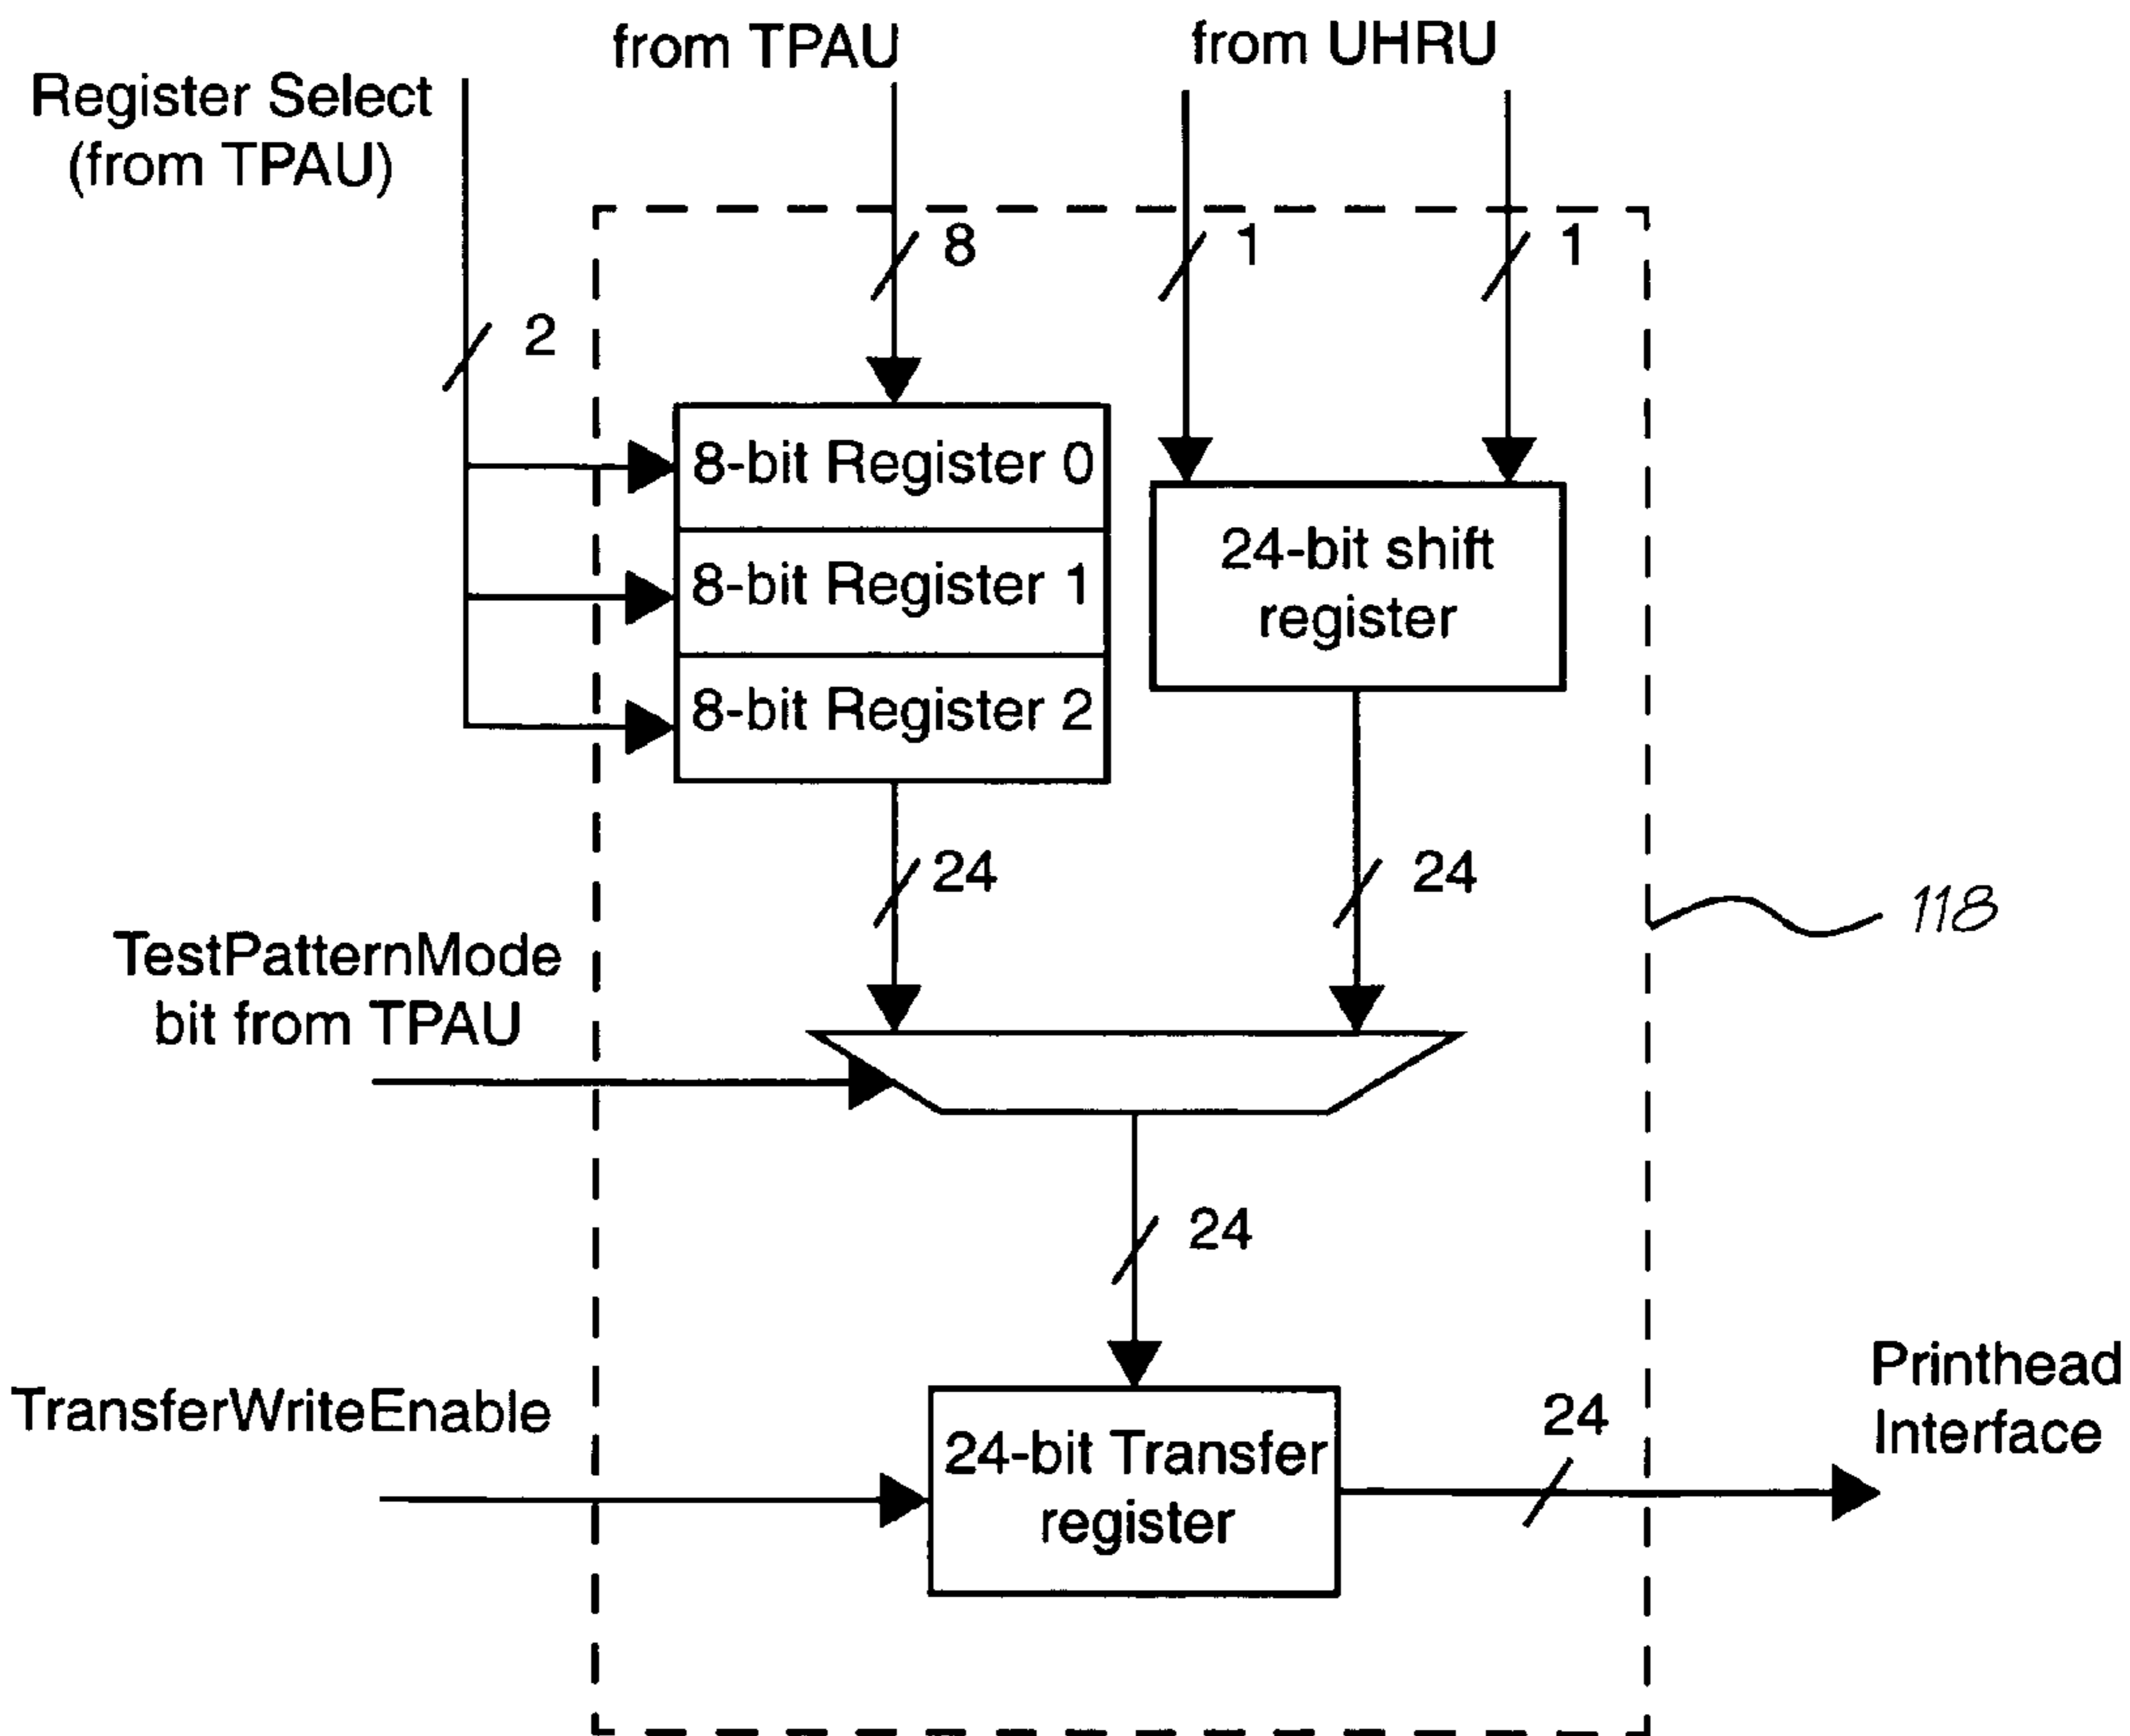 from TPAU
from UHRU
Register Select
(from TPAU)
8
1
1
2
8-bit Register 0
8-bit Register 1
8-bit Register 2
24-bit shift
register
24
24
118
TestPatternMode
bit from TPAU
24
TransferWriteEnable
24-bit Transfer
register
24
Printhead
Interface